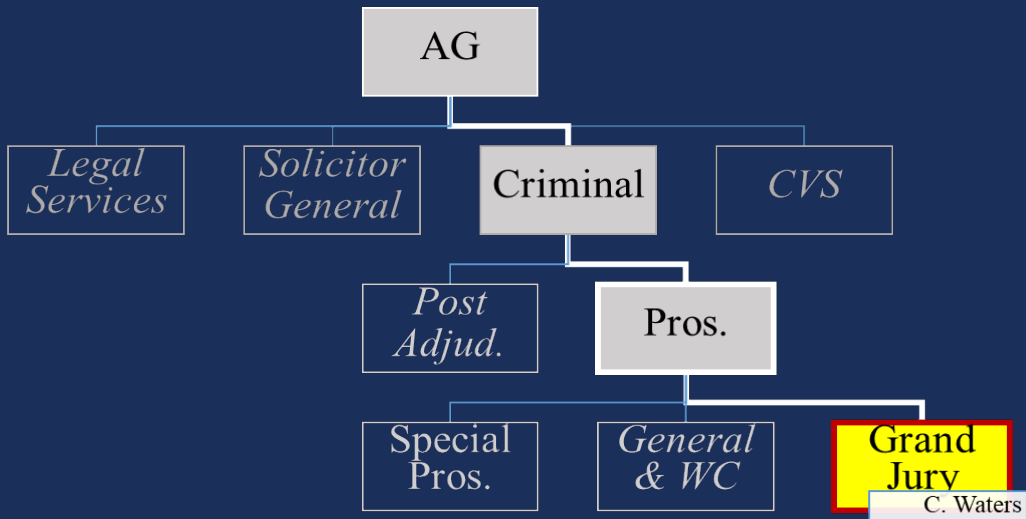 AG
Legal
Services
Solicitor
General
Criminal
CVS
Post
Adjud.
Pros.
Special
Pros.
General
& WC
Grand
Jury
C. Waters